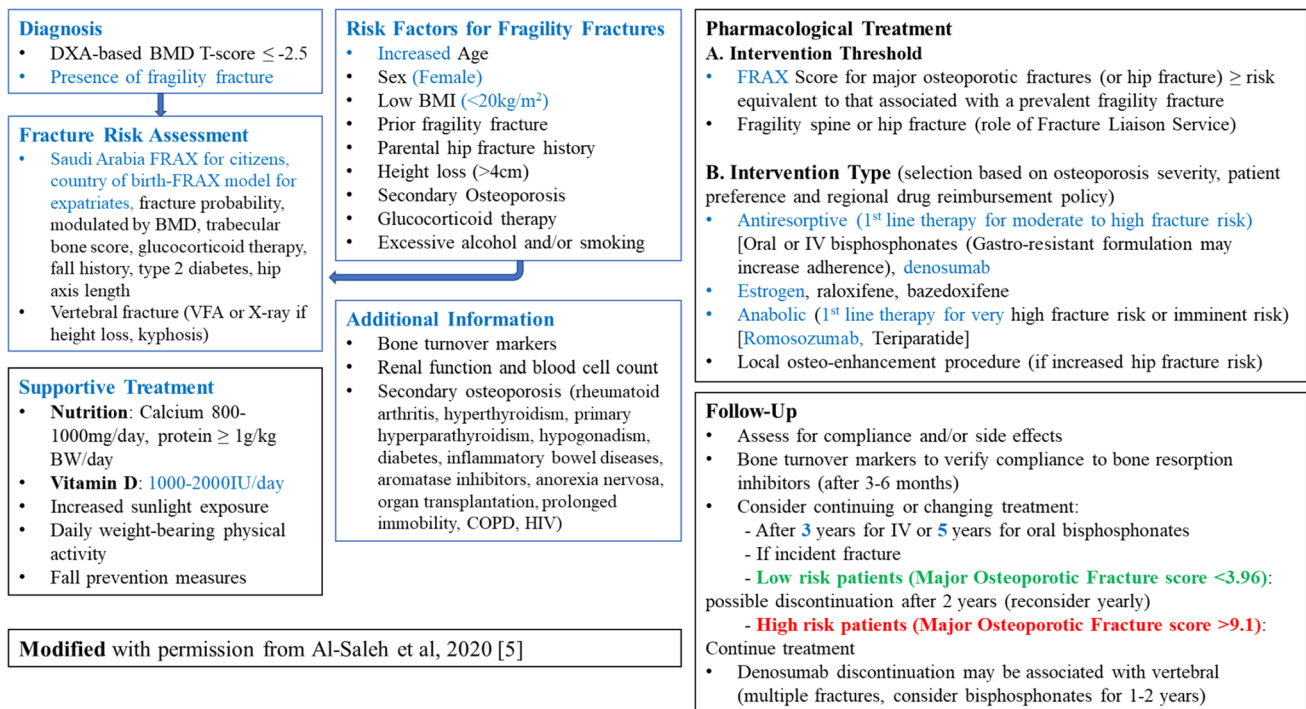 Diagnosis
• DXA-based BMD T-score ≤ -2.5
• Presence of fragility fracture
Fracture Risk Assessment
• Saudi Arabia FRAX for citizens,
country of birth-FRAX model for
expatriates, fracture probability,
modulated by BMD, trabecular
bone score, glucocorticoid therapy,
fall history, type 2 diabetes, hip
axis length
• Vertebral fracture (VFA or X-ray if
height loss, kyphosis)
Supportive Treatment
• Nutrition: Calcium 800-
1000mg/day, protein ≥ 1g/kg
BW/day
• Vitamin D: 1000-2000IU/day
• Increased sunlight exposure
• Daily weight-bearing physical
activity
• Fall prevention measures
Modified with permission from Al-Saleh et al, 2020 [5]
Risk Factors for Fragility Fractures
• Increased Age
• Sex (Female)
• Low BMI (<20kg/m²)
• Prior fragility fracture
• Parental hip fracture history
• Height loss (>4cm)
• Secondary Osteoporosis
• Glucocorticoid therapy
• Excessive alcohol and/or smoking
Additional Information
• Bone turnover markers
• Renal function and blood cell count
• Secondary osteoporosis (rheumatoid
arthritis, hyperthyroidism, primary
hyperparathyroidism, hypogonadism,
diabetes, inflammatory bowel diseases,
aromatase inhibitors, anorexia nervosa,
organ transplantation, prolonged
immobility, COPD, HIV)
Pharmacological Treatment
A. Intervention Threshold
• FRAX Score for major osteoporotic fractures (or hip fracture) ≥ risk
equivalent to that associated with a prevalent fragility fracture
• Fragility spine or hip fracture (role of Fracture Liaison Service)
B. Intervention Type (selection based on osteoporosis severity, patient
preference and regional drug reimbursement policy)
• Antiresorptive (1st line therapy for moderate to high fracture risk)
[Oral or IV bisphosphonates (Gastro-resistant formulation may
increase adherence), denosumab
• Estrogen, raloxifene, bazedoxifene
• Anabolic (1st line therapy for very high fracture risk or imminent risk)
[Romosozumab, Teriparatide]
• Local osteo-enhancement procedure (if increased hip fracture risk)
Follow-Up
• Assess for compliance and/or side effects
• Bone turnover markers to verify compliance to bone resorption
inhibitors (after 3-6 months)
• Consider continuing or changing treatment:
- After 3 years for IV or 5 years for oral bisphosphonates
- If incident fracture
- Low risk patients (Major Osteoporotic Fracture score <3.96):
possible discontinuation after 2 years (reconsider yearly)
- High risk patients (Major Osteoporotic Fracture score >9.1):
Continue treatment
• Denosumab discontinuation may be associated with vertebral
(multiple fractures, consider bisphosphonates for 1-2 years)